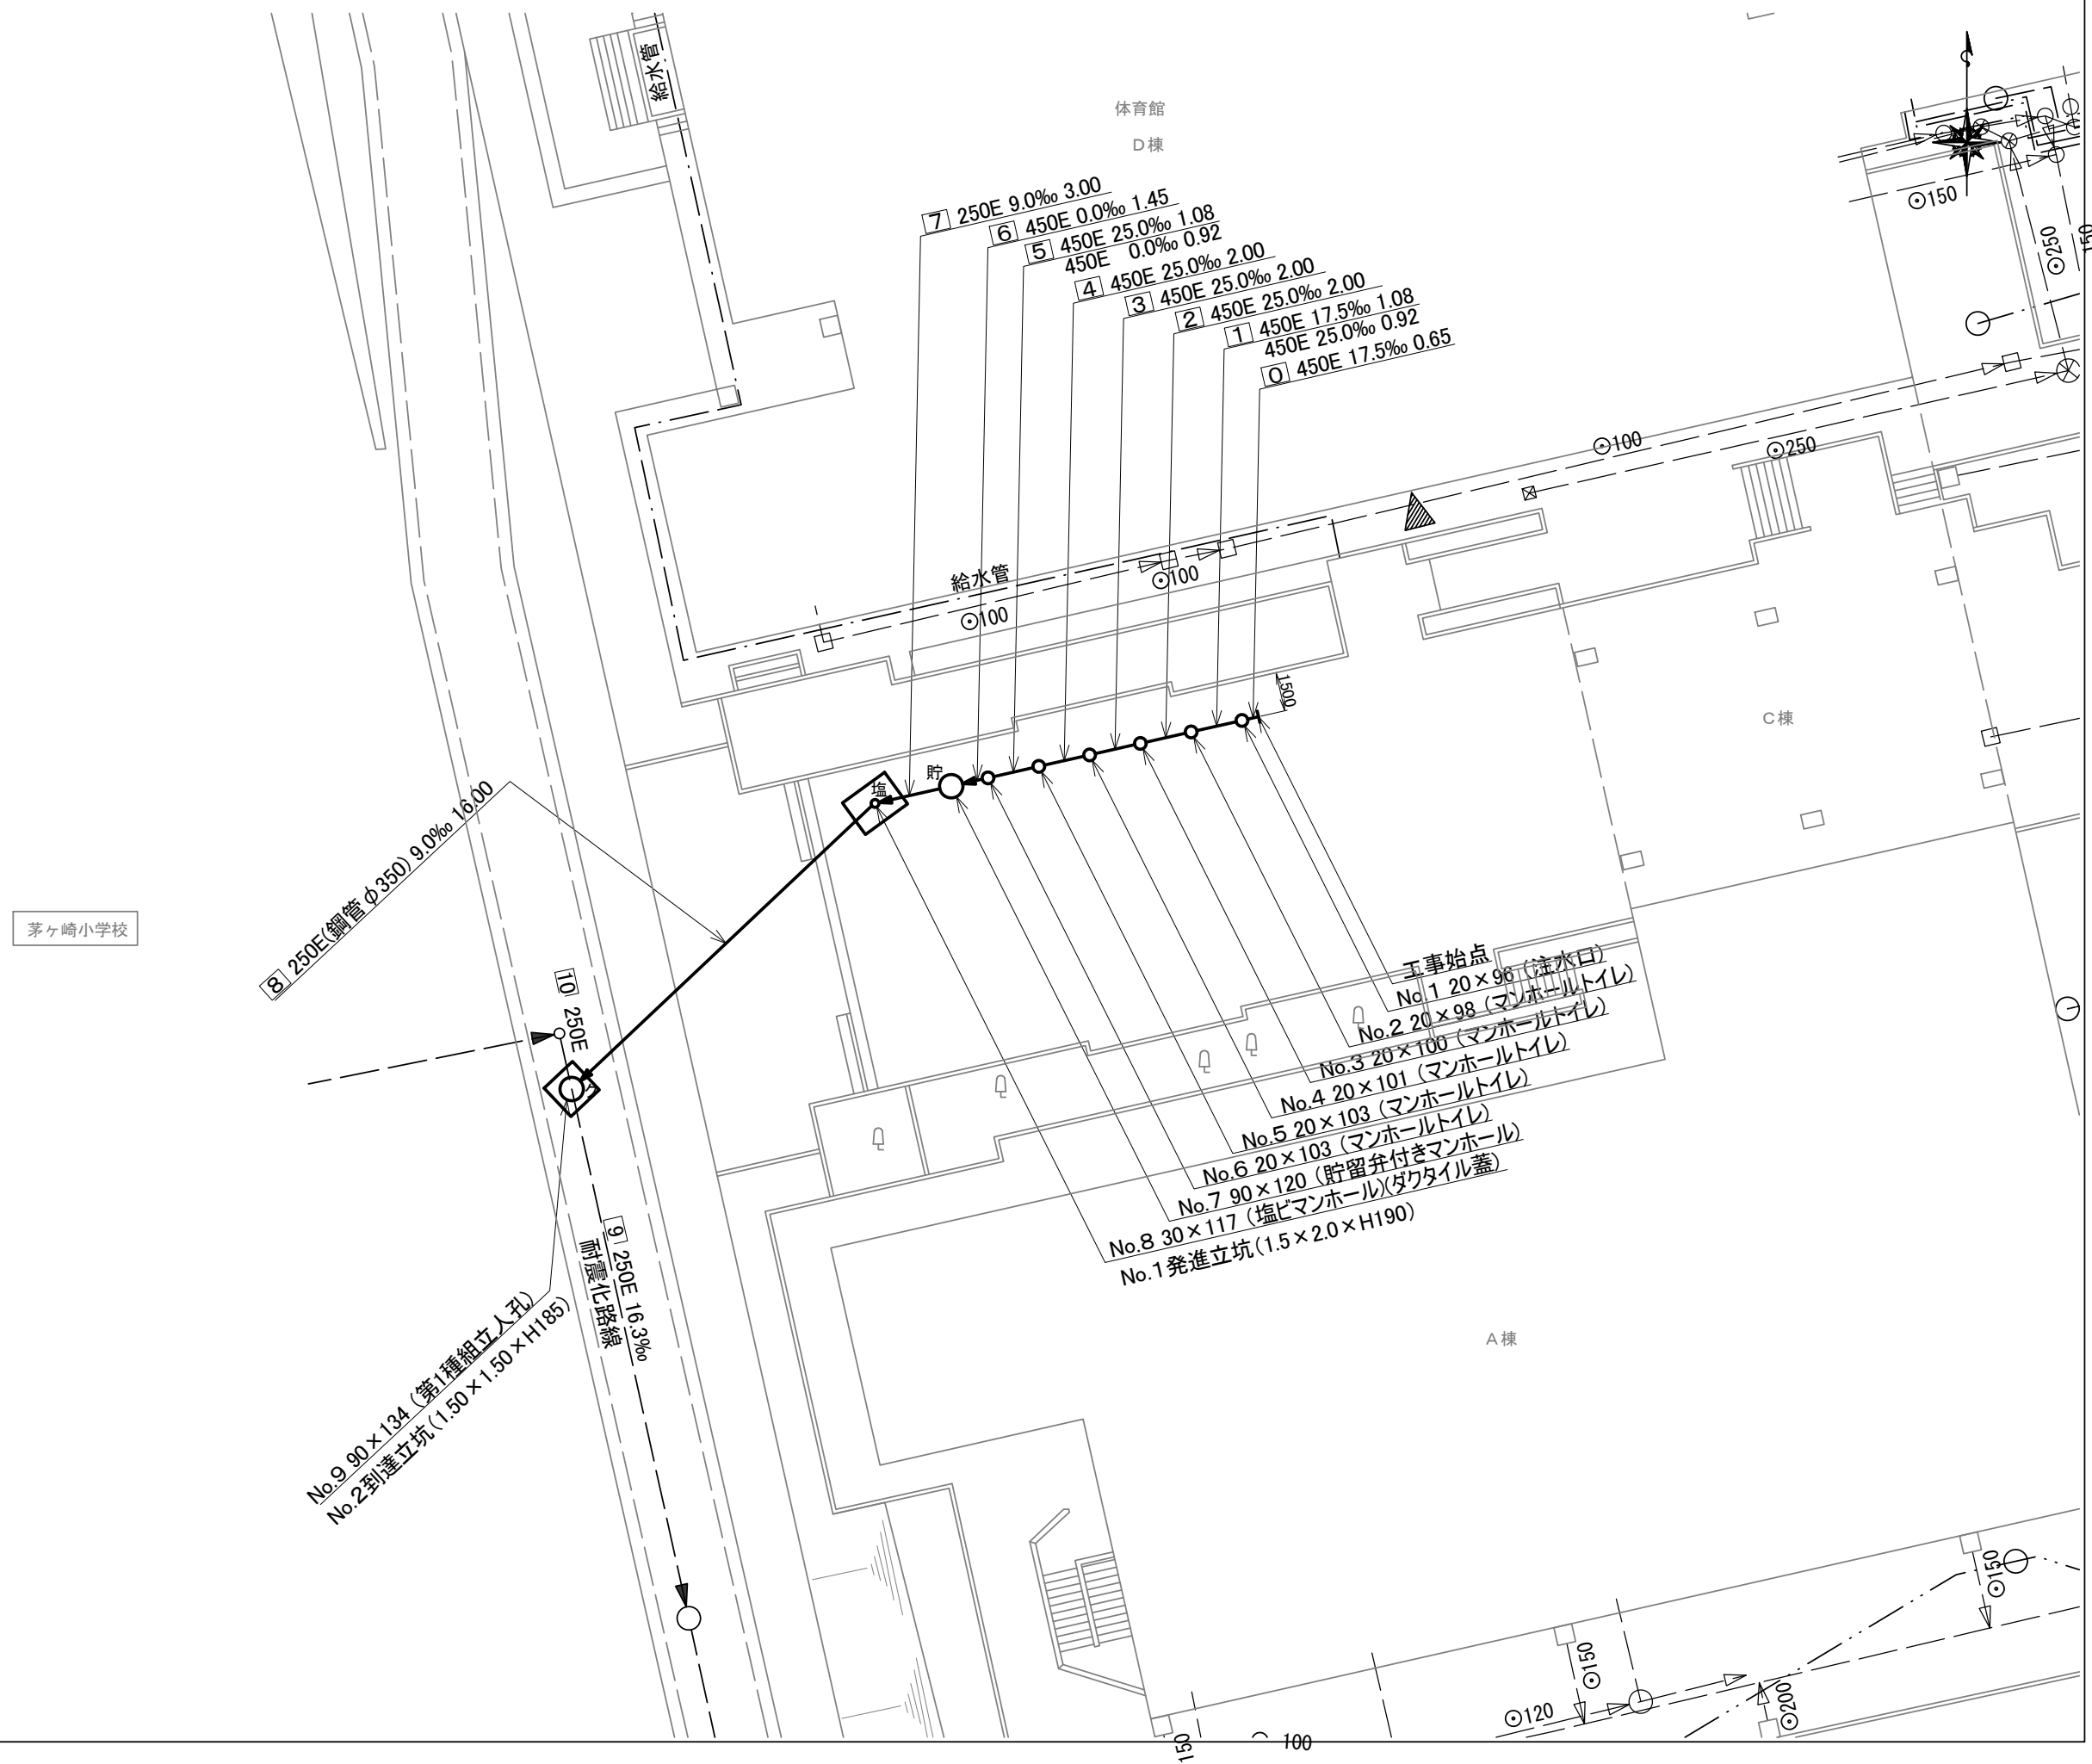 給水管
体育館
D棟
7 250E 9.0‰ 3.00
6 450E 0.0‰ 1.45
5 450E 25.0‰ 1.08
450E 0.0‰ 0.92
4 450E 25.0‰ 2.00
3 450E 25.0‰ 2.00
2 450E 25.0‰ 2.00
1 450E 17.5‰ 1.08
450E 25.0‰ 0.92
0 450E 17.5‰ 0.65
150
250
150
100
250
給水管
100
100
1500
C棟
貯
塩
8 250E(鋼管φ350) 9.0‰ 16.00
茅ヶ崎小学校
10 250E
工事始点
No.1 20×96 (注水口)
No.2 20×98 (マンホールトイレ)
No.3 20×100 (マンホールトイレ)
No.4 20×101 (マンホールトイレ)
No.5 20×103 (マンホールトイレ)
No.6 20×103 (マンホールトイレ)
No.7 90×120 (貯留弁付きマンホール)
No.8 30×117 (塩ビマンホール)(ダクタイル蓋)
No.1発進立坑(1.5×2.0×H190)
9 250E 16.3‰
耐震化路線
No.9 90×134 (第1種組立人孔)
No.2到達立坑(1.50×1.50×H185)
A棟
150
150
120
200
150
100